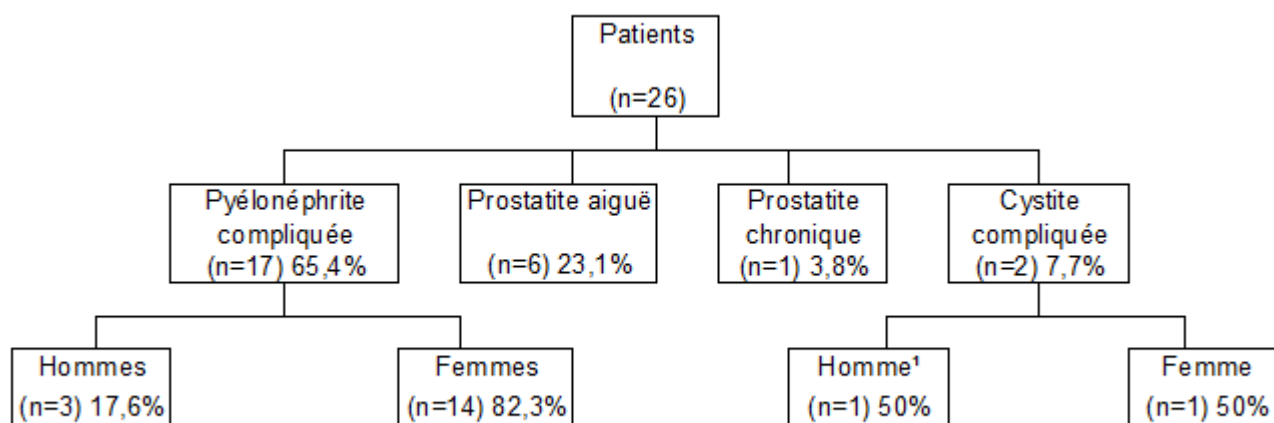 Patients
(n=26)
Pyélonéphrite
compliquée
(n=17) 65,4%
Prostatite aiguë
(n=6) 23,1%
Prostatite
chronique
(n=1) 3,8%
Cystite
compliquée
(n=2) 7,7%
Hommes
(n=3) 17,6%
Femmes
(n=14) 82,3%
Homme¹
(n=1) 50%
Femme
(n=1) 50%